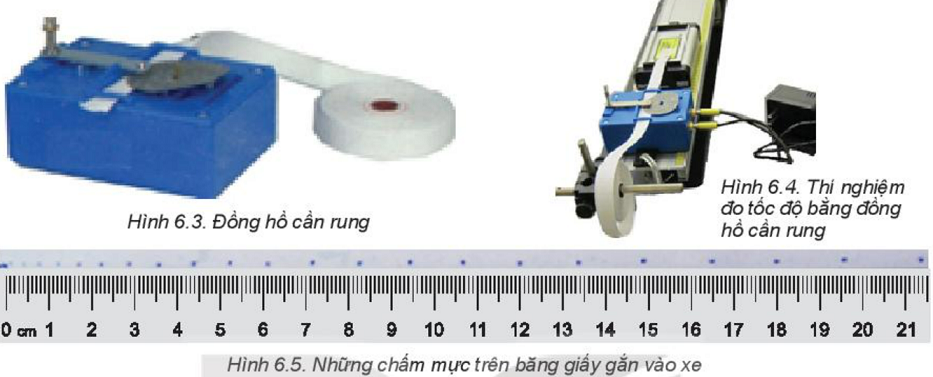 Hình 6.3. Đồng hồ cần rung
Hình 6.4. Thí nghiệm
đo tốc độ bằng đồng
hồ cần rung
0 cm 1 2 3 4 5 6 7 8 9 10 11 12 13 14 15 16 17 18 19 20 21
Hình 6.5. Những chấm mực trên băng giấy gắn vào xe